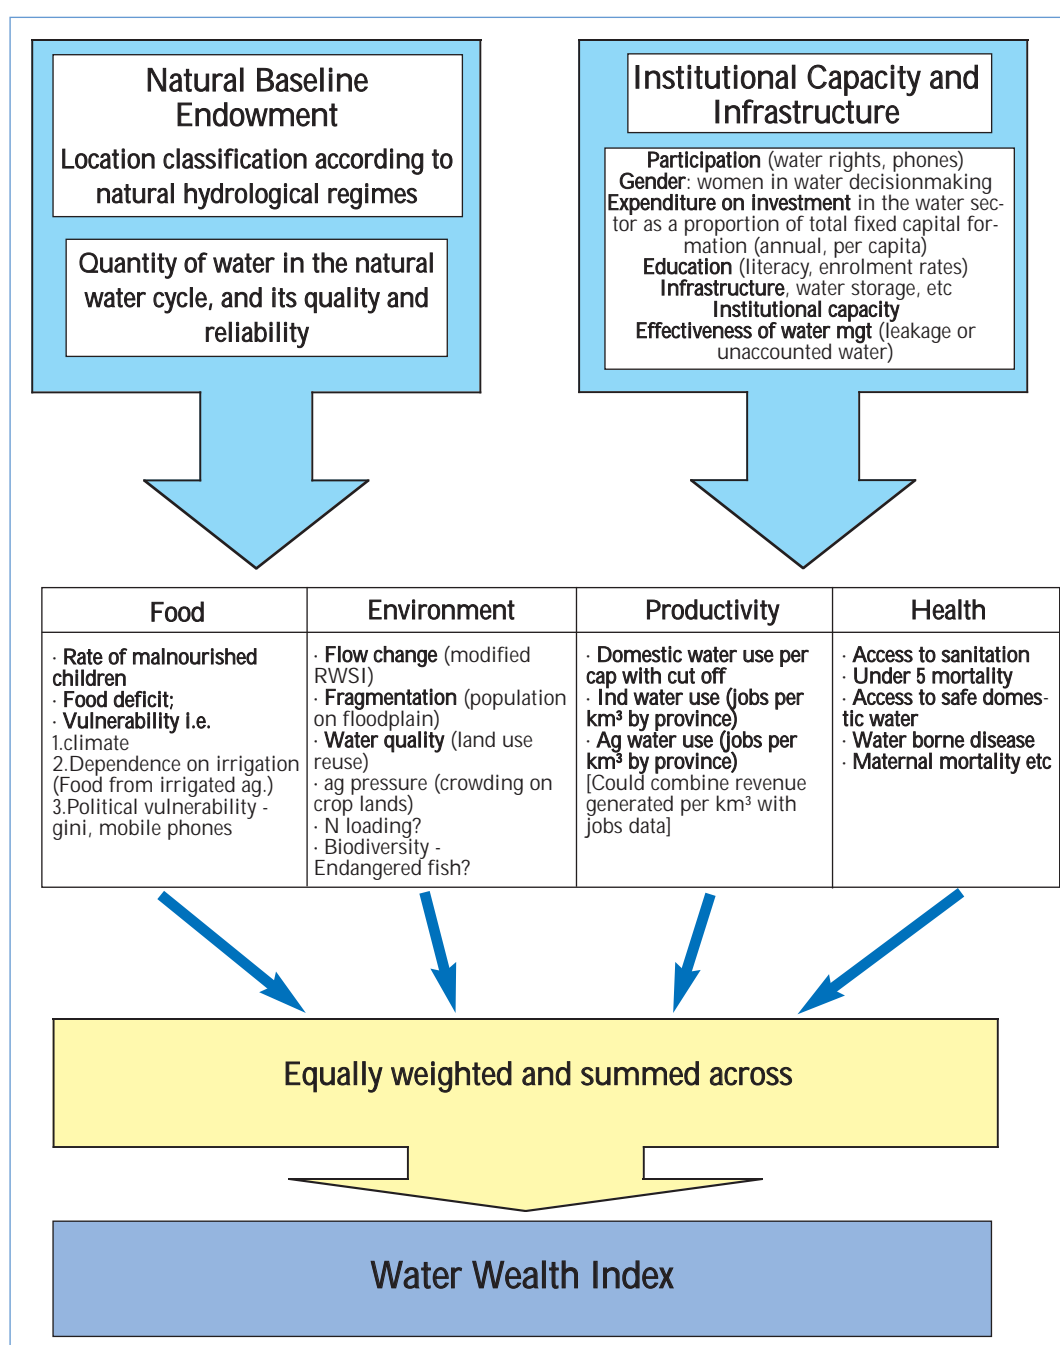 Natural Baseline
Endowment
Location classification according to
natural hydrological regimes
Quantity of water in the natural
water cycle, and its quality and
reliability
Institutional Capacity and
Infrastructure
Participation (water rights, phones)
Gender: women in water decisionmaking
Expenditure on investment in the water sec-
tor as a proportion of total fixed capital for-
mation (annual, per capita)
Education (literacy, enrolment rates)
Infrastructure, water storage, etc
Institutional capacity
Effectiveness of water mgt (leakage or
unaccounted water)
Food
· Rate of malnourished
children
· Food deficit;
· Vulnerability i.e.
1.climate
2.Dependence on irrigation
(Food from irrigated ag.)
3.Political vulnerability -
gini, mobile phones
Environment
· Flow change (modified
RWSI)
· Fragmentation (population
on floodplain)
· Water quality (land use
reuse)
· ag pressure (crowding on
crop lands)
· N loading?
· Biodiversity -
Endangered fish?
Productivity
· Domestic water use per
cap with cut off
· Ind water use (jobs per
km³ by province)
· Ag water use (jobs per
km³ by province)
[Could combine revenue
generated per km³ with
jobs data]
Health
· Access to sanitation
· Under 5 mortality
· Access to safe domes-
tic water
· Water borne disease
· Maternal mortality etc
Equally weighted and summed across
Water Wealth Index